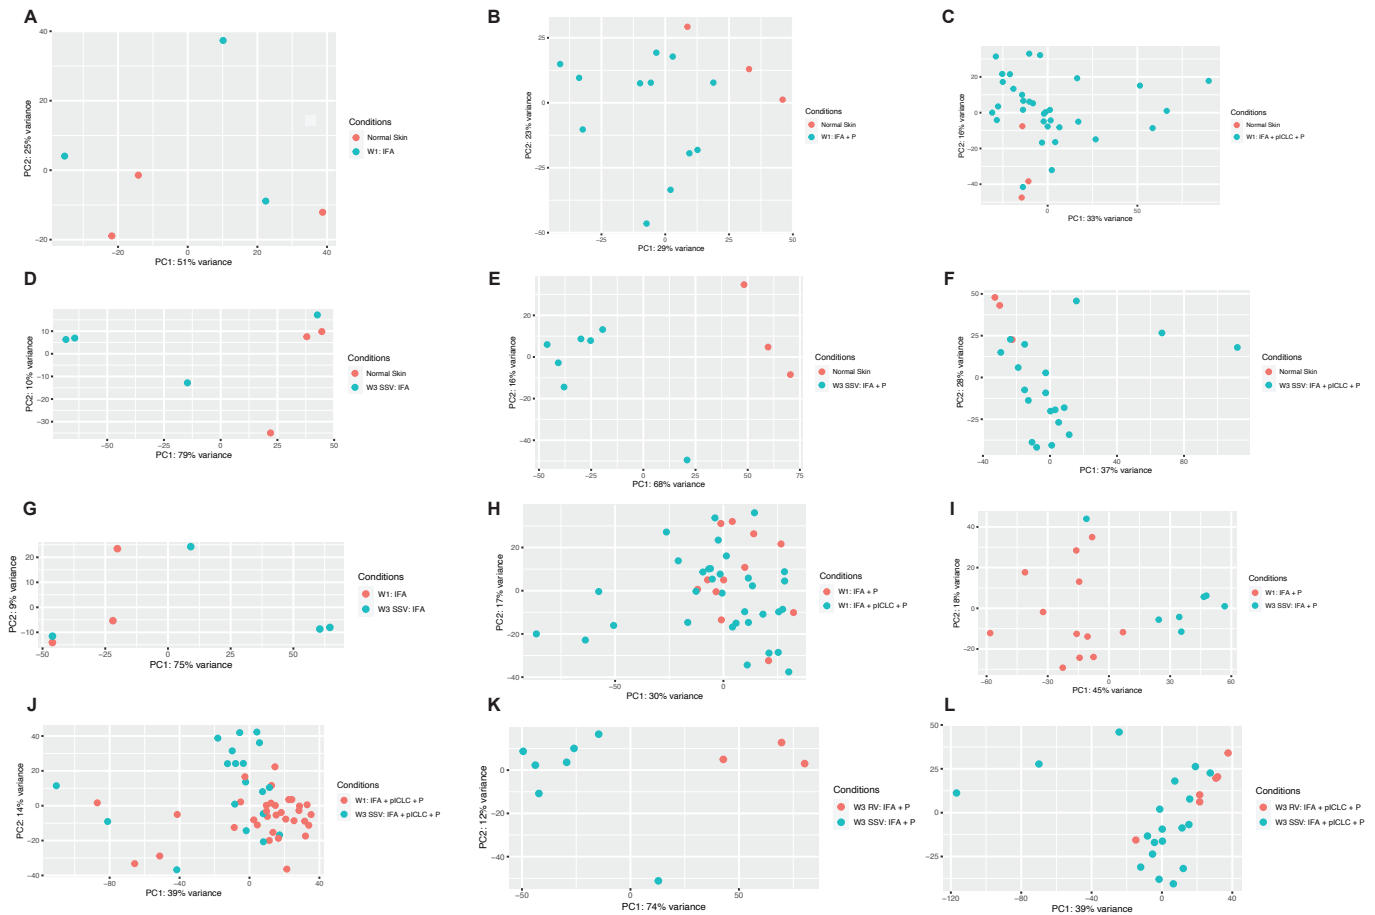 A
PC2: 25% variance
40
20
0
−20
−20
0
20
40
PC1: 51% variance
Conditions
Normal Skin
W1: IFA
B
PC2: 23% variance
25
0
−25
−50
−25
0
25
50
PC1: 29% variance
Conditions
Normal Skin
W1: IFA + P
C
PC2: 16% variance
20
0
−20
−40
0
50
PC1: 33% variance
Conditions
Normal Skin
W1: IFA + pICLC + P
D
PC2: 10% variance
10
0
−10
−20
−30
−50
−25
0
25
50
PC1: 79% variance
Conditions
Normal Skin
W3 SSV: IFA
E
PC2: 16% variance
20
0
−20
−40
−50
−25
0
25
50
75
PC1: 68% variance
Conditions
Normal Skin
W3 SSV: IFA + P
F
PC2: 28% variance
50
25
0
−25
−40
0
40
80
PC1: 37% variance
Conditions
Normal Skin
W3 SSV: IFA + pICLC + P
G
PC2: 9% variance
20
10
0
−10
−50
0
50
PC1: 75% variance
Conditions
W1: IFA
W3 SSV: IFA
H
PC2: 17% variance
20
0
−20
−40
−50
0
PC1: 30% variance
Conditions
W1: IFA + P
W1: IFA + pICLC + P
I
PC2: 18% variance
40
20
0
−20
−60
−30
0
30
60
PC1: 45% variance
Conditions
W1: IFA + P
W3 SSV: IFA + P
J
PC2: 14% variance
40
20
0
−20
−40
−80
−40
0
40
PC1: 39% variance
Conditions
W1: IFA + pICLC + P
W3 SSV: IFA + pICLC + P
K
PC2: 12% variance
0
−20
−40
−50
0
50
PC1: 74% variance
Conditions
W3 RV: IFA + P
W3 SSV: IFA + P
L
PC2: 14% variance
50
25
0
−25
−120
−80
−40
0
40
PC1: 39% variance
Conditions
W3 RV: IFA + pICLC + P
W3 SSV: IFA + pICLC + P